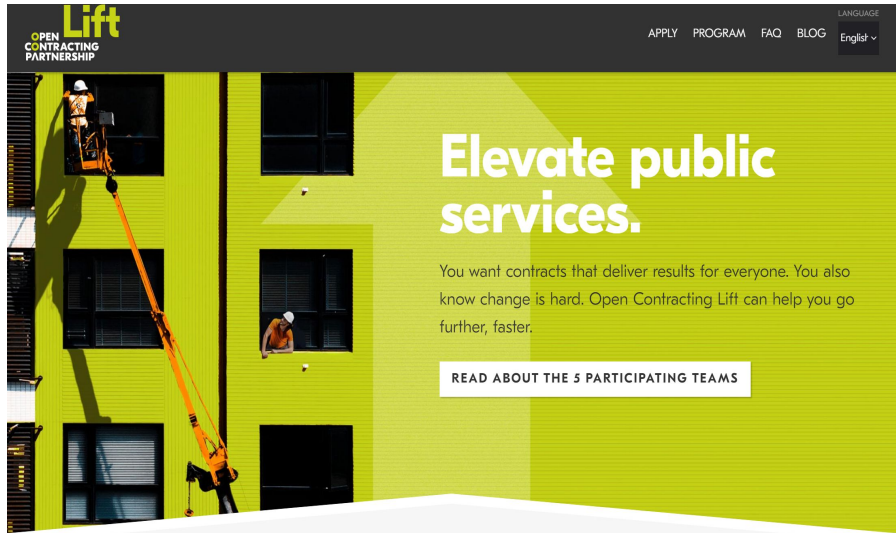 Lift
OPEN
CONTRACTING
PARTNERSHIP
APPLY PROGRAM FAQ BLOG
LANGUAGE
English
Elevate public
services.
You want contracts that deliver results for everyone. You also
know change is hard. Open Contracting Lift can help you go
further, faster.
READ ABOUT THE 5 PARTICIPATING TEAMS